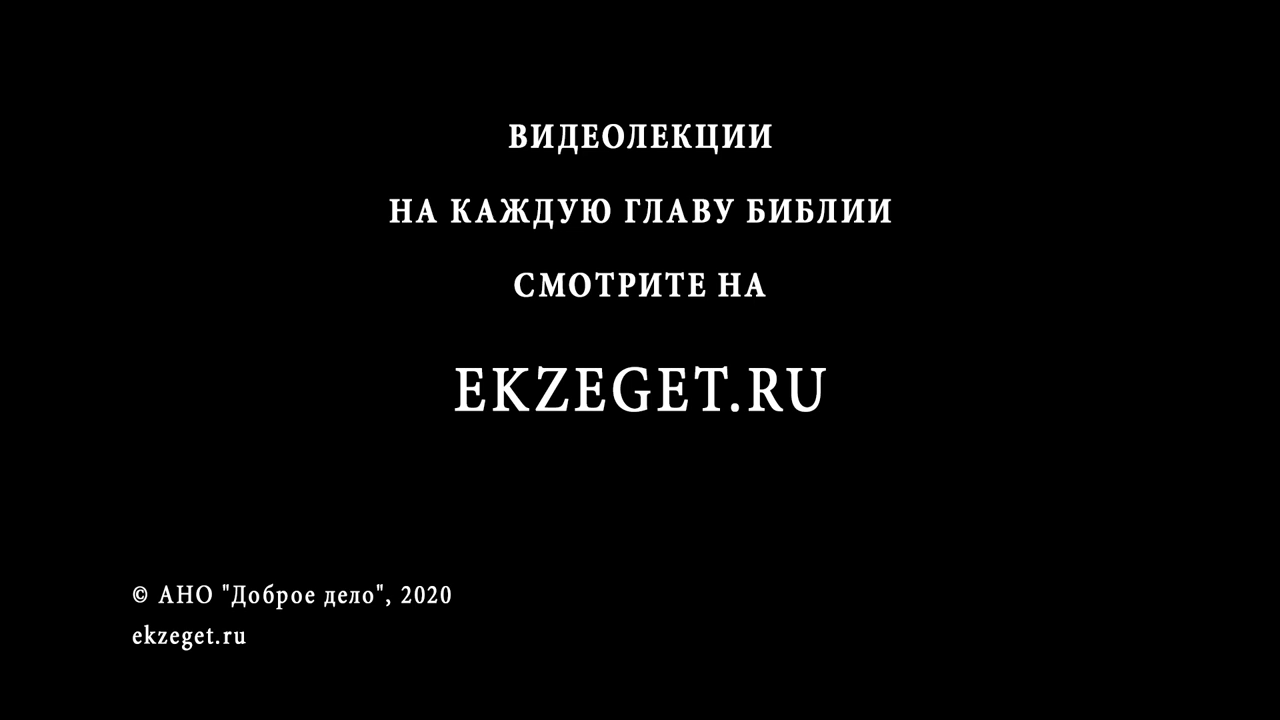 ВИДЕОЛЕКЦИИ
НА КАЖДУЮ ГЛАВУ БИБЛИИ
СМОТРИТЕ НА
EKZEGET.RU
© АНО "Доброе дело", 2020
ekzeget.ru